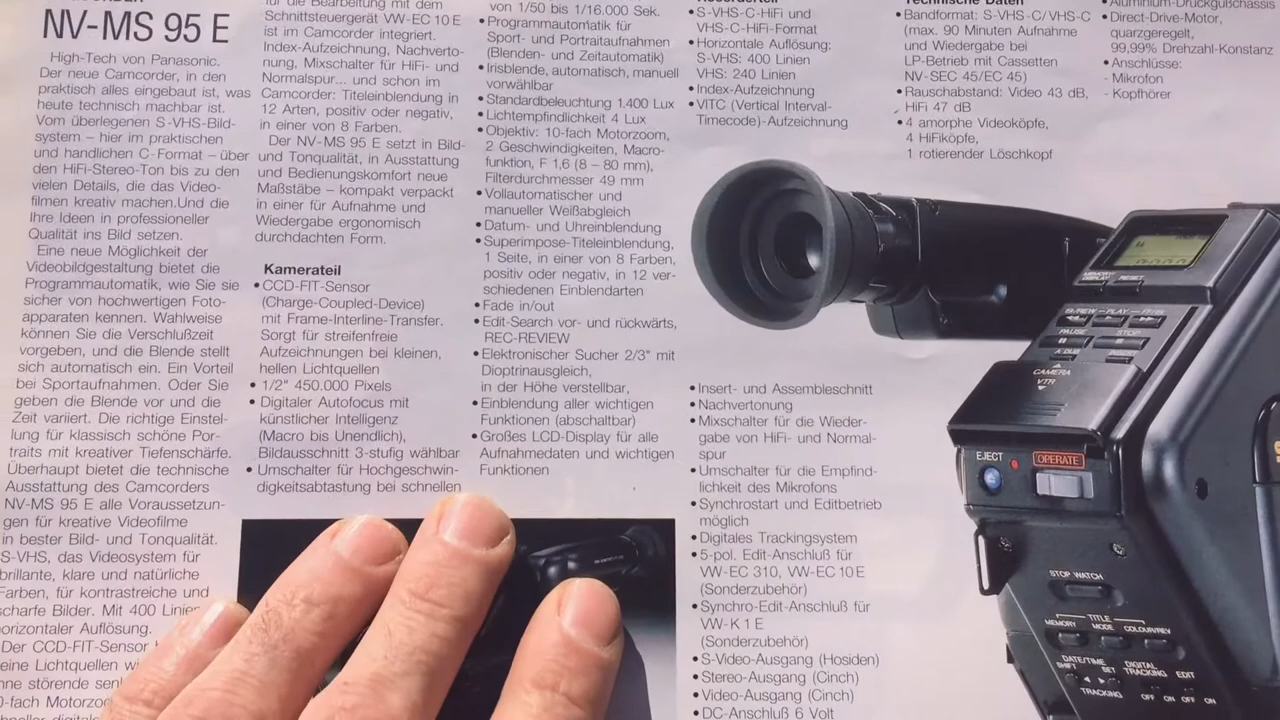 NV-MS 95 E
High-Tech von Panasonic.
Der neue Camcorder, in den
praktisch alles eingebaut ist, was
heute technisch machbar ist.
Vom überlegenen S-VHS-Bild-
system – hier im praktischen
und handlichen C-Format – über
den HiFi-Stereo-Ton bis zu den
vielen Details, die das Video-
filmen kreativ machen.Und die
Ihre Ideen in professioneller
Qualität ins Bild setzen.
Eine neue Möglichkeit der
Videobildgestaltung bietet die
Programmautomatik, wie Sie sie
sicher von hochwertigen Foto-
apparaten kennen. Wahlweise
können Sie die Verschlußzeit
vorgeben, und die Blende stellt
sich automatisch ein. Ein Vorteil
bei Sportaufnahmen. Oder Sie
geben die Blende vor und die
Zeit variiert. Die richtige Einstel-
lung für klassisch schöne Por-
traits mit kreativer Tiefenschärfe.
Überhaupt bietet die technische
Ausstattung des Camcorders
NV-MS 95 E alle Voraussetzun-
gen für kreative Videofilme
in bester Bild- und Tonqualität.
S-VHS, das Videosystem für
brillante, klare und natürliche
Farben, für kontrastreiche und
scharfe Bilder. Mit 400 Linien
horizontaler Auflösung.
Der CCD-FIT-Sensor
eine Lichtquellen
störende
Motorzoo
für die Bearbeitung mit dem
Schnittsteuergerät VW-EC 10 E
ist im Camcorder integriert.
Index-Aufzeichnung, Nachverto-
nung, Mixschalter für HiFi- und
Normalspur... und schon im
Camcorder: Titeleinblendung in
12 Arten, positiv oder negativ,
in einer von 8 Farben.
Der NV-MS 95 E setzt in Bild-
und Tonqualität, in Ausstattung
und Bedienungskomfort neue
Maßstäbe – kompakt verpackt
in einer für Aufnahme und
Wiedergabe ergonomisch
durchdachten Form.
Kamerateil
• CCD-FIT-Sensor
(Charge-Coupled-Device)
mit Frame-Interline-Transfer.
Sorgt für streifenfreie
Aufzeichnungen bei kleinen,
hellen Lichtquellen
• 1/2" 450.000 Pixels
• Digitaler Autofocus mit
künstlicher Intelligenz
(Macro bis Unendlich),
Bildausschnitt 3-stufig wählbar
• Umschalter für Hochgeschwin-
digkeitsabtastung bei schnellen
von 1/50 bis 1/16.000 Sek.
• Programmautomatik für
Sport- und Portraitaufnahmen
(Blenden- und Zeitautomatik)
• Irisblende, automatisch, manuell
vorwählbar
• Standardbeleuchtung 1.400 Lux
• Lichtempfindlichkeit 4 Lux
• Objektiv: 10-fach Motorzoom,
2 Geschwindigkeiten, Macro-
funktion, F 1,6 (8 – 80 mm),
Filterdurchmesser 49 mm
• Vollautomatischer und
manueller Weißabgleich
• Datum- und Uhreinblendung
• Superimpose-Titeleinblendung,
1 Seite, in einer von 8 Farben,
positiv oder negativ, in 12 ver-
schiedenen Einblendarten
• Fade in/out
• Edit-Search vor- und rückwärts,
REC-REVIEW
• Elektronischer Sucher 2/3" mit
Dioptrinausgleich,
in der Höhe verstellbar,
• Einblendung aller wichtigen
Funktionen (abschaltbar)
• Großes LCD-Display für alle
Aufnahmedaten und wichtigen
Funktionen
• S-VHS-C-HiFi und
VHS-C-HiFi-Format
• Horizontale Auflösung:
S-VHS: 400 Linien
VHS: 240 Linien
• Index-Aufzeichnung
• VITC (Vertical Interval-
Timecode)-Aufzeichnung
• Insert- und Assembleschnitt
• Nachvertonung
• Mixschalter für die Wieder-
gabe von HiFi- und Normal-
spur
• Umschalter für die Empfind-
lichkeit des Mikrofons
• Synchrostart und Editbetrieb
möglich
• Digitales Trackingsystem
• 5-pol. Edit-Anschluß für
VW-EC 310, VW-EC 10 E
(Sonderzubehör)
• Synchro-Edit-Anschluß für
VW-K 1 E
(Sonderzubehör)
• S-Video-Ausgang (Hosiden)
• Stereo-Ausgang (Cinch)
• Video-Ausgang (Cinch)
• DC-Anschluß 6 Volt
Technische Daten
• Bandformat: S-VHS-C/VHS-C
(max. 90 Minuten Aufnahme
und Wiedergabe bei
LP-Betrieb mit Cassetten
NV-SEC 45/EC 45)
• Rauschabstand: Video 43 dB,
HiFi 47 dB
• 4 amorphe Videoköpfe,
4 HiFiköpfe,
1 rotierender Löschkopf
• Aluminium-Druckgußchassis
• Direct-Drive-Motor,
quarzgeregelt,
99,99% Drehzahl-Konstanz
• Anschlüsse:
- Mikrofon
- Kopfhörer
MEMORY DISPLAY RESET
PLAY
PAUSE STOP
A.DUB
CAMERA
VTR
EJECT OPERATE
STOP WATCH
TITLE
MEMORY MODE COLOUR/REV
DATE/TIME
SHIFT SET
DIGITAL TRACKING EDIT
TRACKING
OFF ON OFF ON